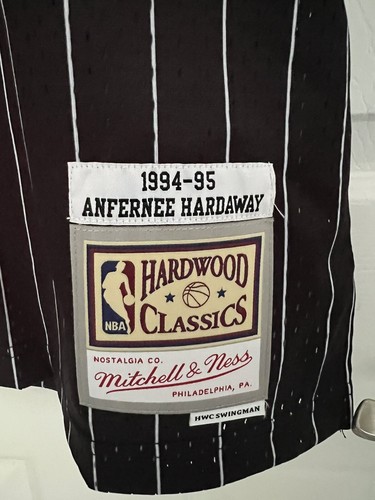 1994-95
ANFERNEE HARDAWAY
HARDWOOD
CLASSICS
NBA
NOSTALGIA CO.
Mitchell & Ness
PHILADELPHIA, PA.
HWC SWINGMAN